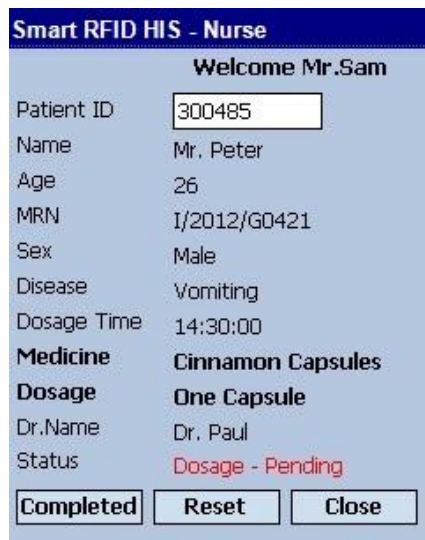 Smart RFID HIS - Nurse
Welcome Mr.Sam
Patient ID 300485
Name Mr. Peter
Age 26
MRN I/2012/G0421
Sex Male
Disease Vomiting
Dosage Time 14:30:00
Medicine Cinnamon Capsules
Dosage One Capsule
Dr.Name Dr. Paul
Status Dosage - Pending
Completed Reset Close